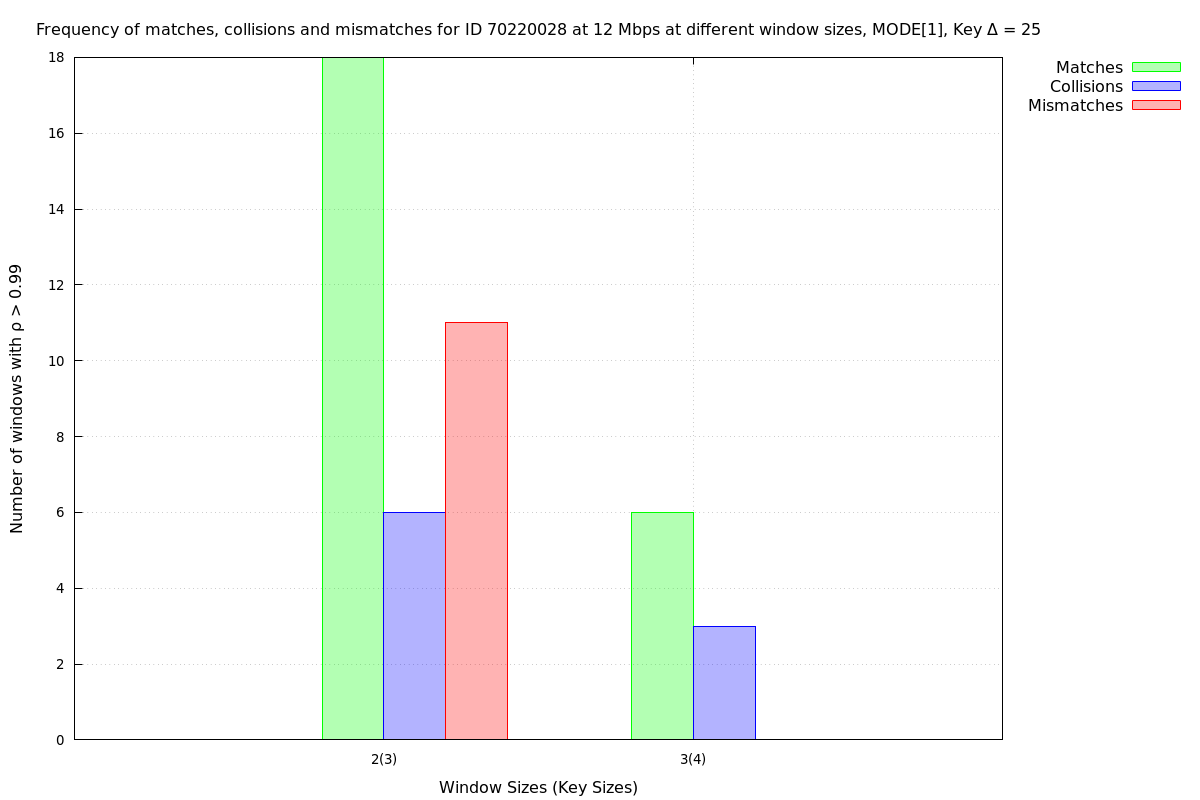 Frequency of matches, collisions and mismatches for ID 70220028 at 12 Mbps at different window sizes, MODE[1], Key Δ = 25
Matches
Collisions
Mismatches
Number of windows with ρ > 0.99
18
16
14
12
10
8
6
4
2
0
2(3)
3(4)
Window Sizes (Key Sizes)